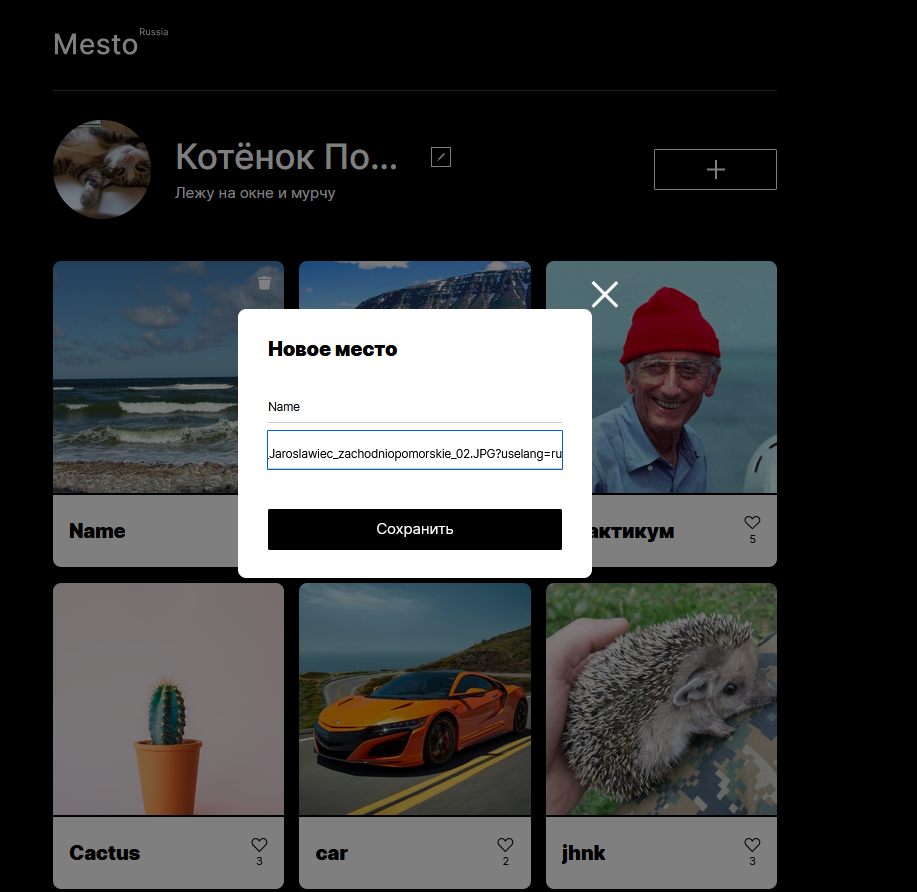 Mesto Russia
Котёнок По...
Лежу на окне и мурчу
Новое место
Name
Jaroslawiec_zachodniopomorskie_02.JPG?uselang=ru
Сохранить
Name
актикум
5
Cactus
3
car
2
jhnk
3